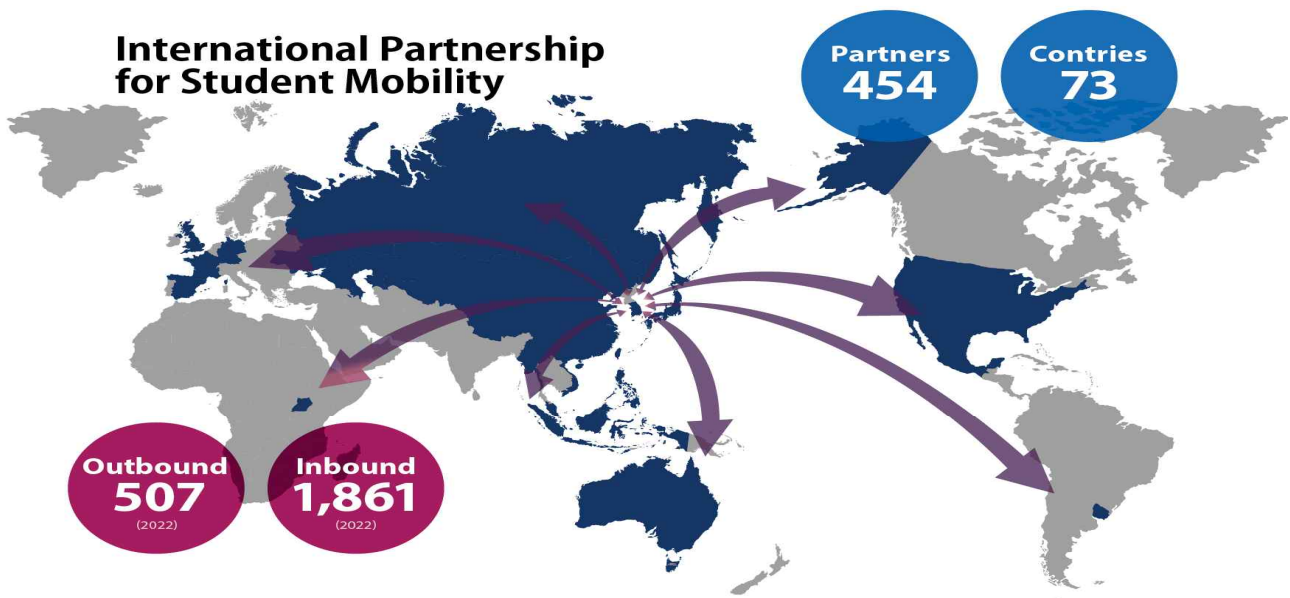 International Partnership
for Student Mobility
Partners
454
Contries
73
Outbound
507
(2022)
Inbound
1,861
(2022)